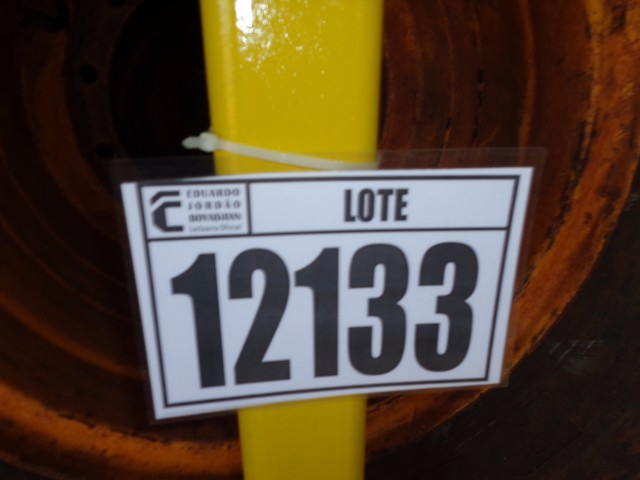 EDUARDO
JORDÃO
BOYADJIAN
Leiloeiro Oficial
LOTE
12133